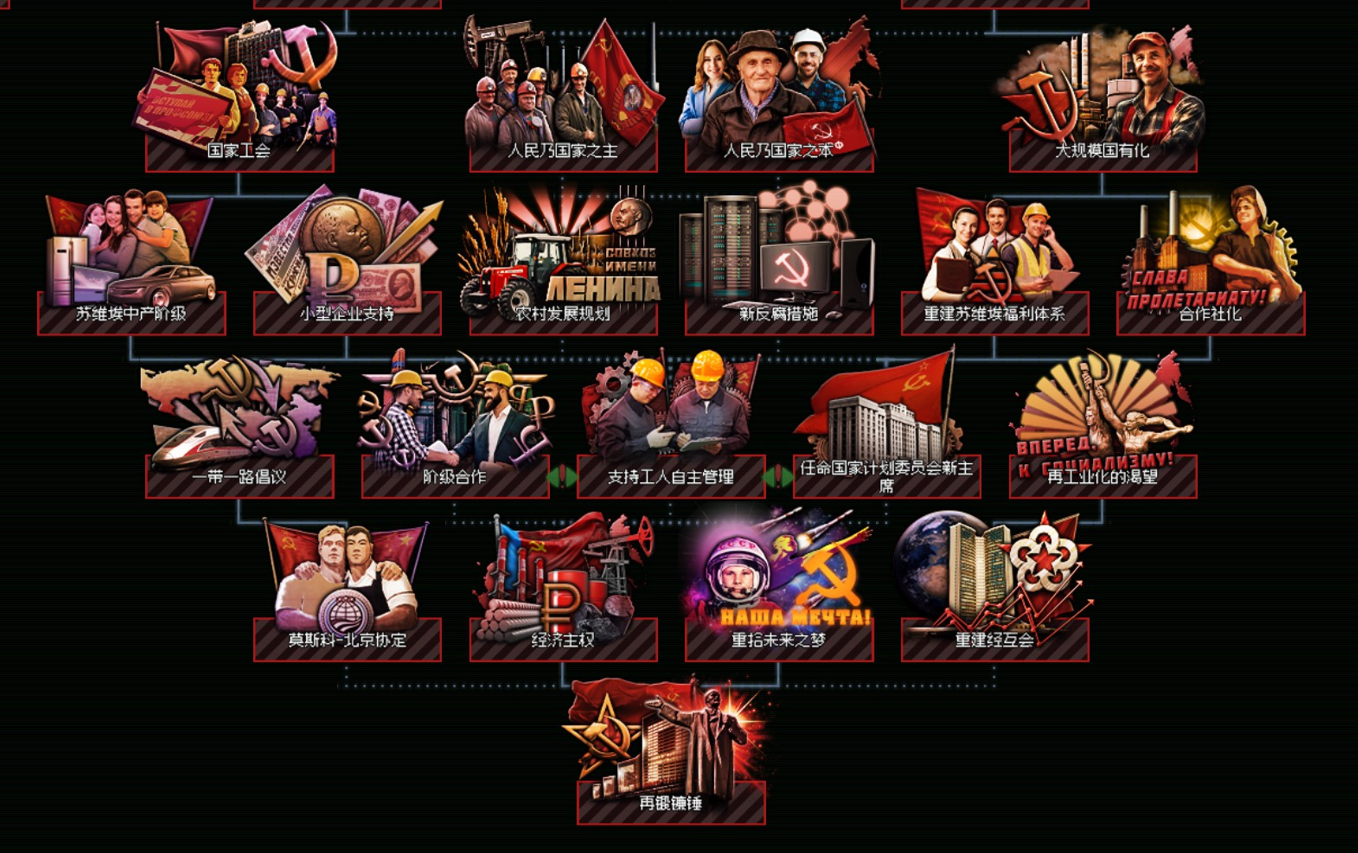 ВСТУПАЙ
В ПРОФСОЮЗ!
国家工会
人民乃国家之主
人民乃国家之本
大规模国有化
СОВХОЗ
ИМЕНИ
ЛЕНИНА
СЛАВА
ПРОЛЕТАРИАТУ!
苏维埃中产阶级
小型企业支持
农村发展规划
新反腐措施
重建苏维埃福利体系
合作社化
ВПЕРЕД
К СОЦИАЛИЗМУ!
一带一路倡议
阶级合作
支持工人自主管理
任命国家计划委员会新主
席
再工业化的渴望
СССР
НАША МЕЧТА!
莫斯科-北京协定
经济主权
重拾未来之梦
重建经互会
再锻镰锤